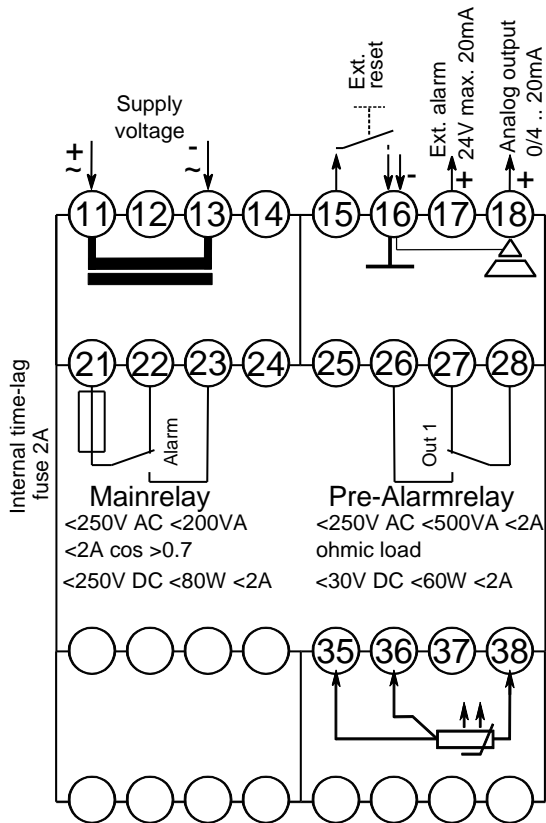 Supply
voltage
Ext.
reset
Ext. alarm
24V max. 20mA
Analog output
0/4 .. 20mA
+
~
-
~
-
+
+
11 12 13 14 15 16 17 18
21 22 23 24 25 26 27 28
Internal time-lag
fuse 2A
Alarm
Out 1
Mainrelay
<250V AC <200VA
<2A cos >0.7
<250V DC <80W <2A
Pre-Alarmrelay
<250V AC <500VA <2A
ohmic load
<30V DC <60W <2A
35 36 37 38